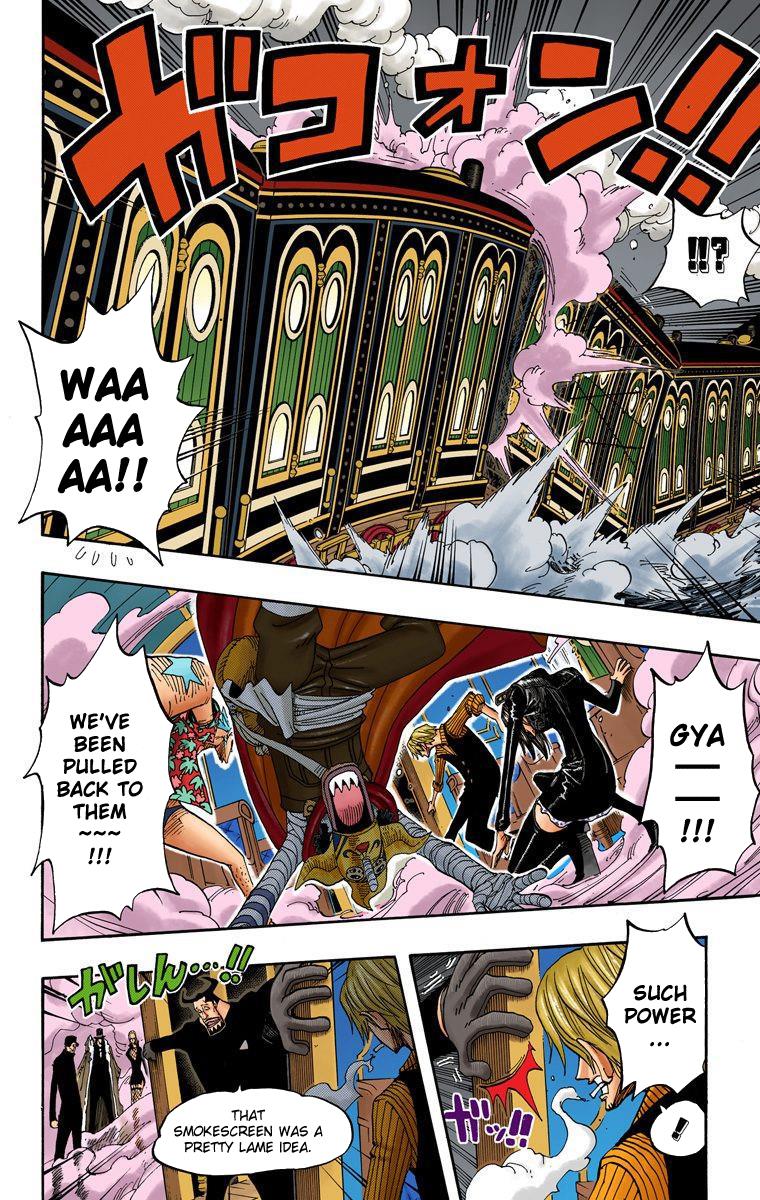 ガコォン!!
!!?
WAA
AAA
AA!!
GYA
——
——
!!!
WE'VE
BEEN
PULLED
BACK TO
THEM
~~~
!!!
SUCH
POWER
...
!
ガッ!!
ガしん...!!
THAT
SMOKESCREEN WAS A
PRETTY LAME IDEA.